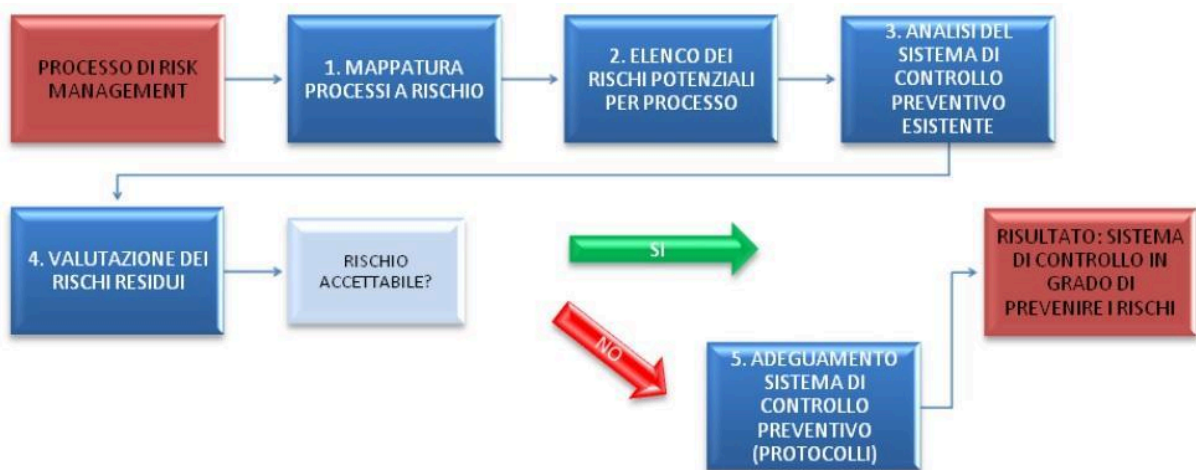 PROCESSO DI RISK
MANAGEMENT
1. MAPPATURA
PROCESSI A RISCHIO
2. ELENCO DEI
RISCHI POTENZIALI
PER PROCESSO
3. ANALISI DEL
SISTEMA DI
CONTROLLO
PREVENTIVO
ESISTENTE
4. VALUTAZIONE DEI
RISCHI RESIDUI
RISCHIO
ACCETTABILE?
SI
NO
5. ADEGUAMENTO
SISTEMA DI
CONTROLLO
PREVENTIVO
(PROTOCOLLI)
RISULTATO: SISTEMA
DI CONTROLLO IN
GRADO DI
PREVENIRE I RISCHI